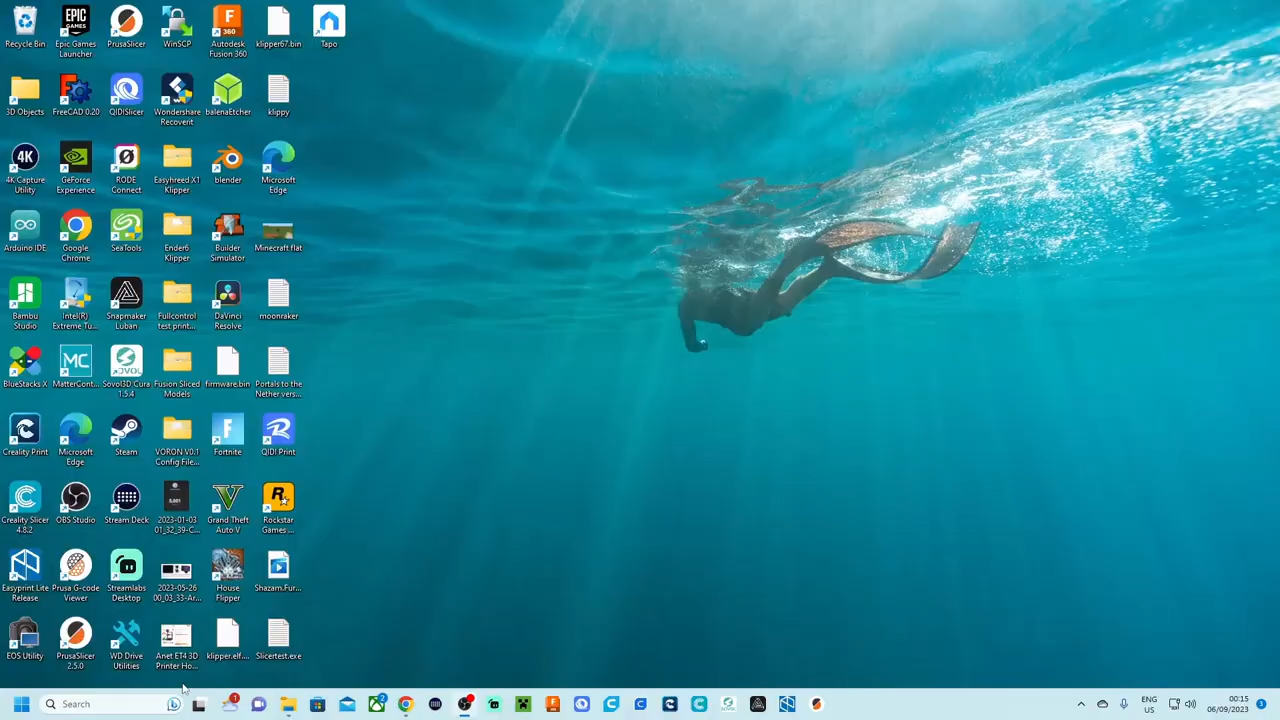 Recycle Bin
Epic Games
Launcher
PrusaSlicer
WinSCP
Autodesk
Fusion 360
klipper67.bin
Tapo
3D Objects
FreeCAD 0.20
QIDISlicer
Wondershare
Recoverit
balenaEtcher
klippy
4K Capture
Utility
GeForce
Experience
RODE
Connect
Easyhreed X1
Klipper
blender
Microsoft
Edge
Arduino IDE
Google
Chrome
SeaTools
Ender6
Klipper
Builder
Simulator
Minecraft flat
Bambu
Studio
Intel(R)
Extreme Tu...
Snapmaker
Luban
Fullcontrol
test print...
DaVinci
Resolve
moonraker
BlueStacks X
MatterCont...
Sovol3D Cura
1.5.4
Fusion Sliced
Models
firmware.bin
Portals to the
Nether vers...
Creality Print
Microsoft
Edge
Steam
VORON V0.1
Config File...
Fortnite
QIDI Print
Creality Slicer
4.8.2
OBS Studio
Stream Deck
2023-01-03
01_32_39-C...
Grand Theft
Auto V
Rockstar
Games ...
Easyprint Lite
Release
Prusa G-code
Viewer
Streamlabs
Desktop
2023-05-26
00_03_33-Ar...
House
Flipper
Shazam.Fur...
EOS Utility
PrusaSlicer
2.5.0
WD Drive
Utilities
Anet ET4 3D
Printer Ho...
klipper.elf....
Slicertest.exe
Search
ENG
US
00:15
06/09/2023